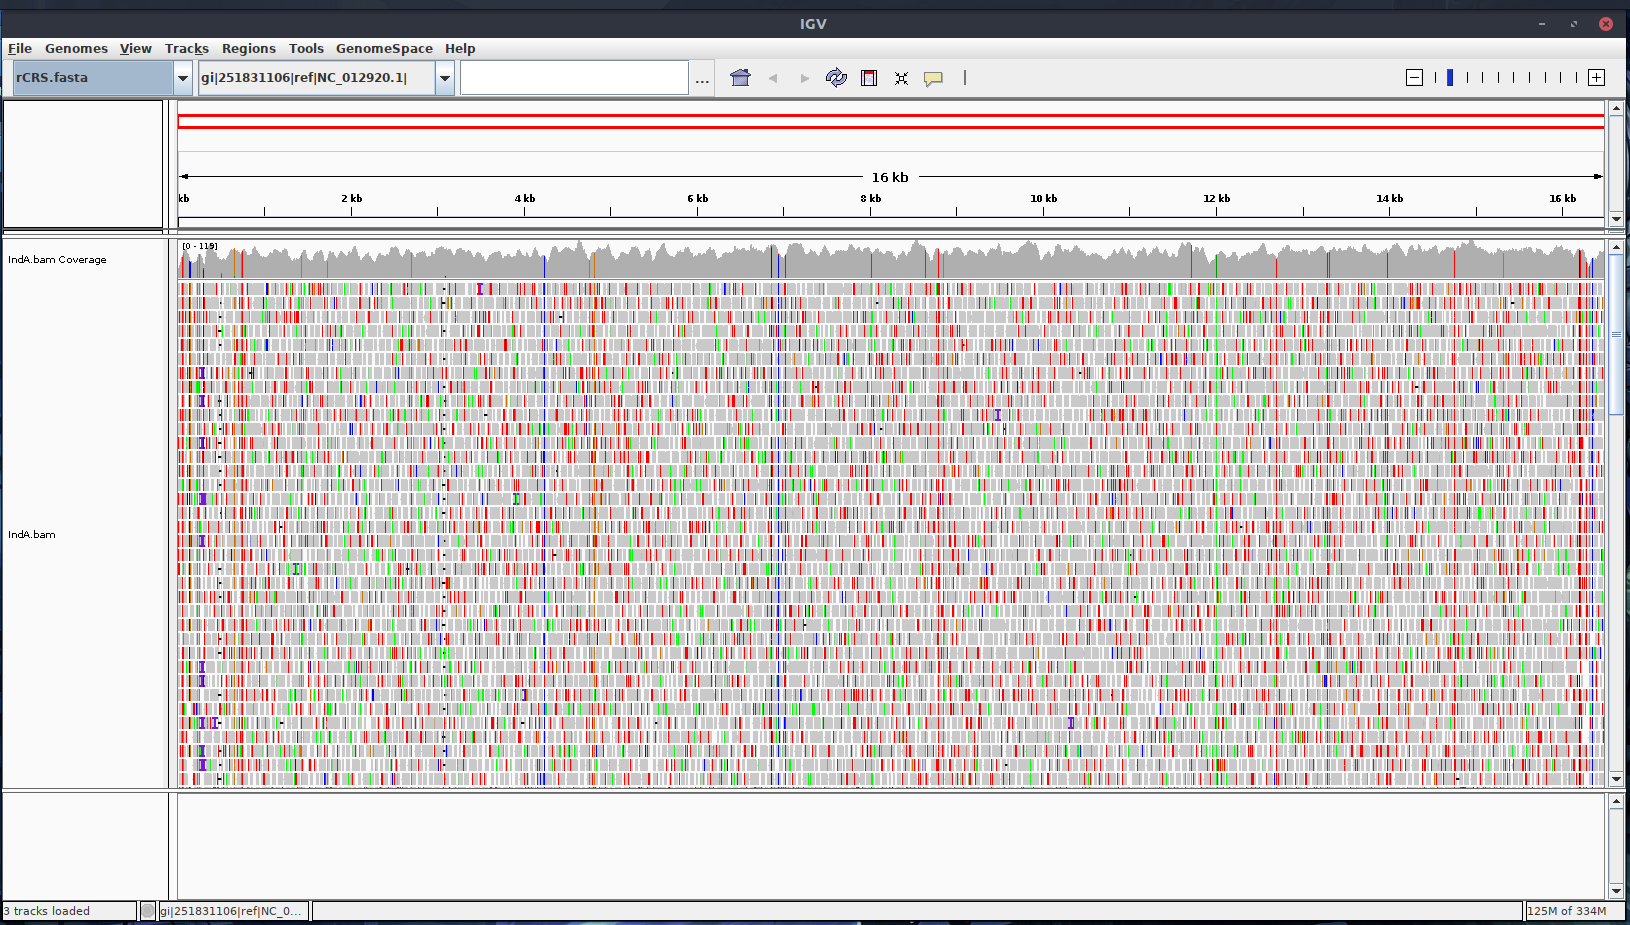 IGV
File Genomes View Tracks Regions Tools GenomeSpace Help
rCRS.fasta gi|251831106|ref|NC_012920.1| ...
16 kb
kb 2 kb 4 kb 6 kb 8 kb 10 kb 12 kb 14 kb 16 kb
[0 - 119]
IndA.bam Coverage
IndA.bam
3 tracks loaded gi|251831106|ref|NC_0... 125M of 334M